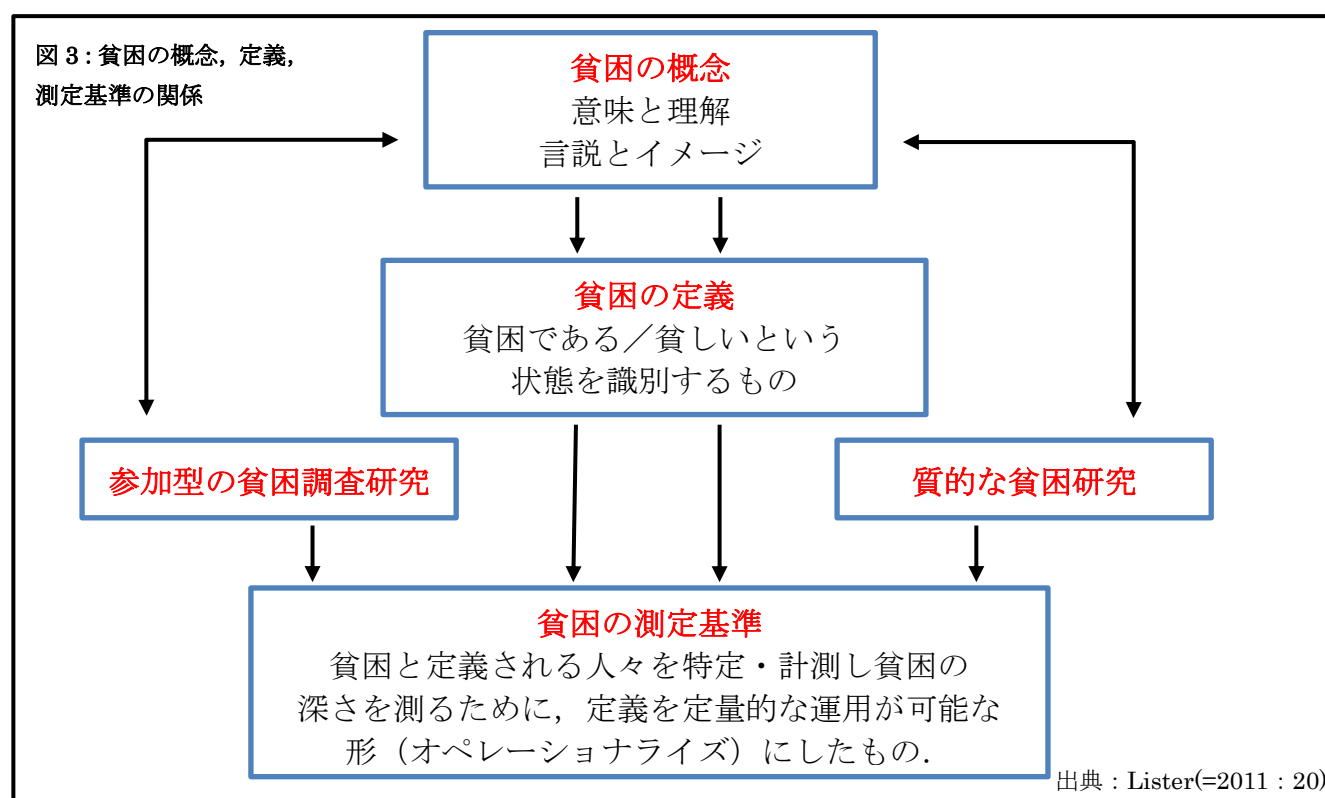 図 3 : 貧困の概念，定義，
測定基準の関係
貧困の概念
意味と理解
言説とイメージ
貧困の定義
貧困である／貧しいという
状態を識別するもの
参加型の貧困調査研究
質的な貧困研究
貧困の測定基準
貧困と定義される人々を特定・計測し貧困の
深さを測るために，定義を定量的な運用が可能な
形（オペレーショナライズ）にしたもの．
出典：Lister(=2011：20)